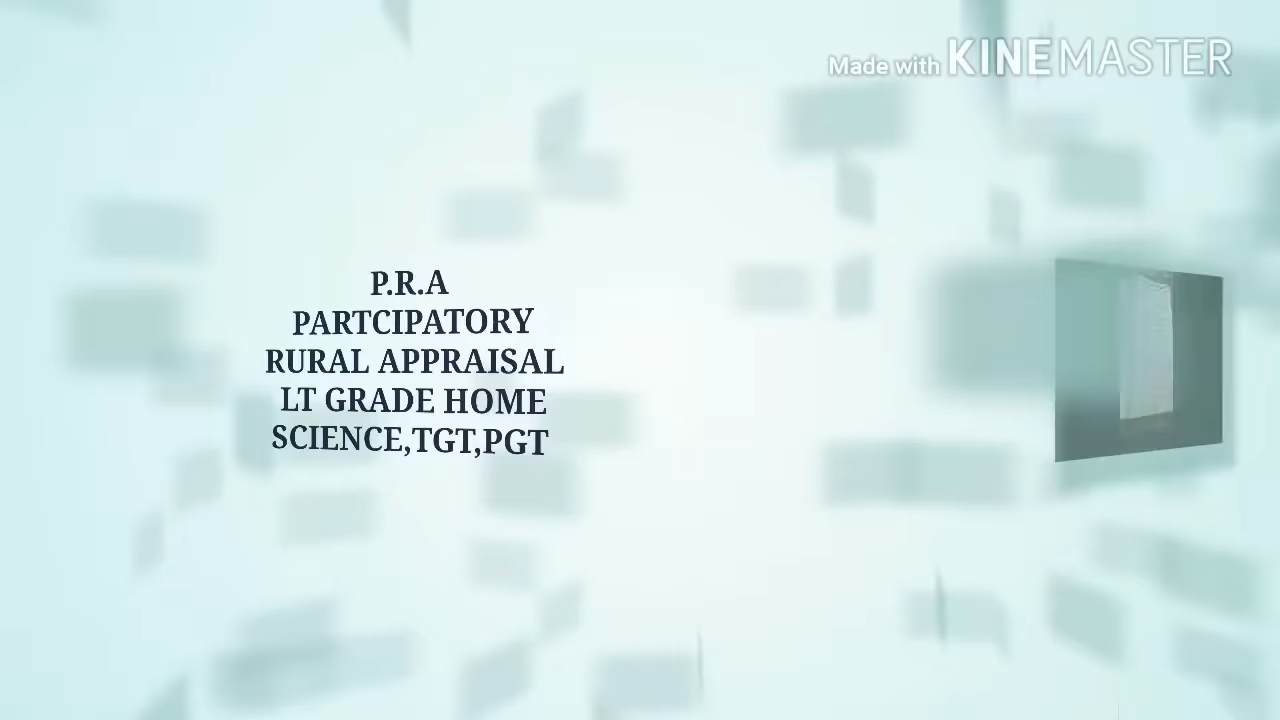 Made with KINEMASTER
P.R.A
PARTCIPATORY
RURAL APPRAISAL
LT GRADE HOME
SCIENCE,TGT,PGT